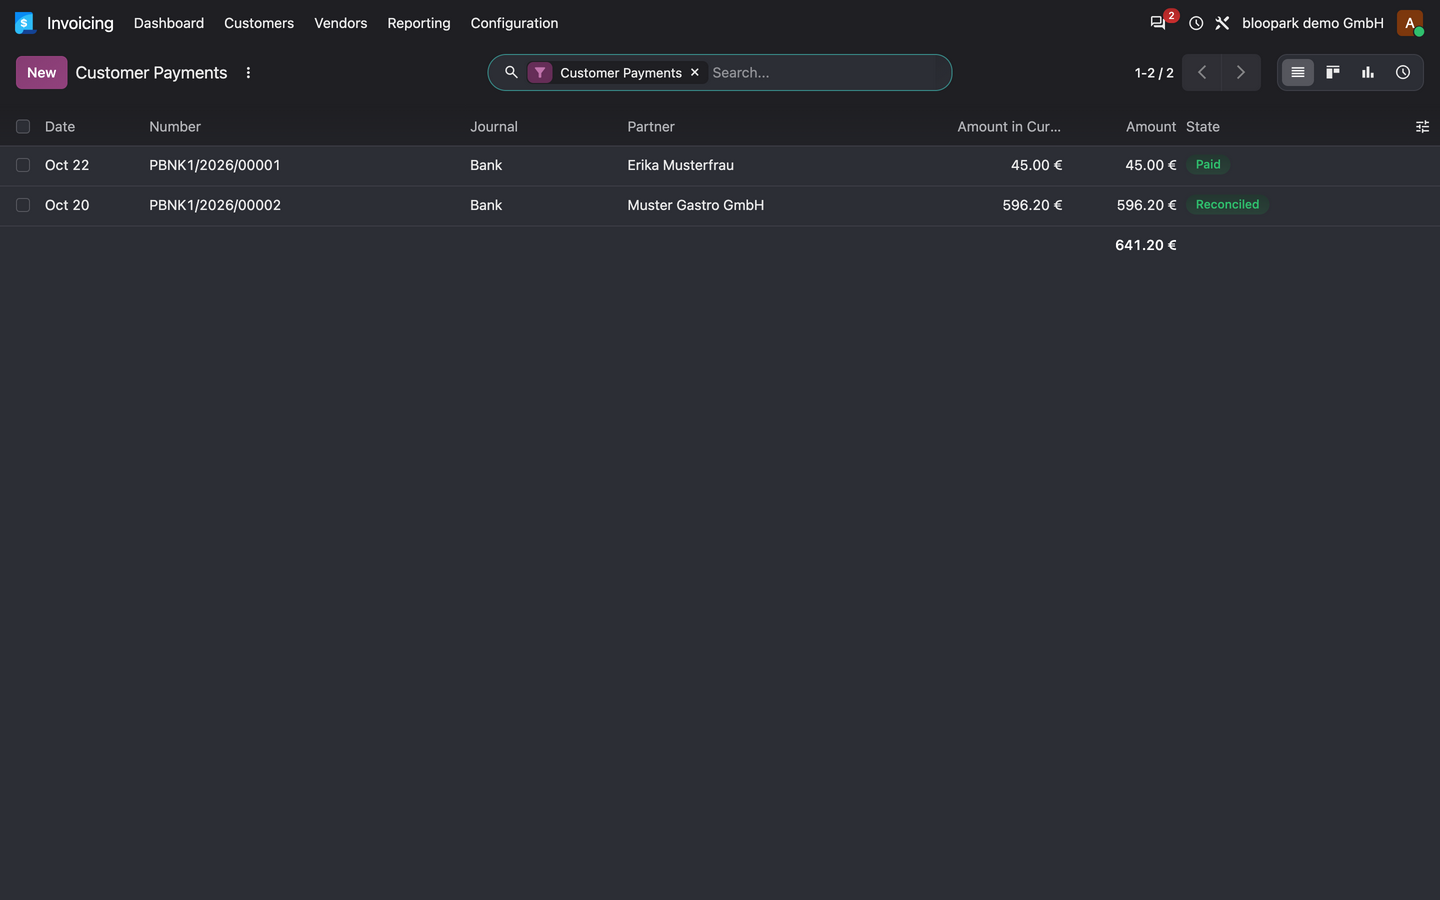 Invoicing Dashboard Customers Vendors Reporting Configuration 2 bloopark demo GmbH A
New Customer Payments Customer Payments Search... 1-2 / 2
Date Number Journal Partner Amount in Cur... Amount State
Oct 22 PBNK1/2026/00001 Bank Erika Musterfrau 45.00 € 45.00 € Paid
Oct 20 PBNK1/2026/00002 Bank Muster Gastro GmbH 596.20 € 596.20 € Reconciled
641.20 €